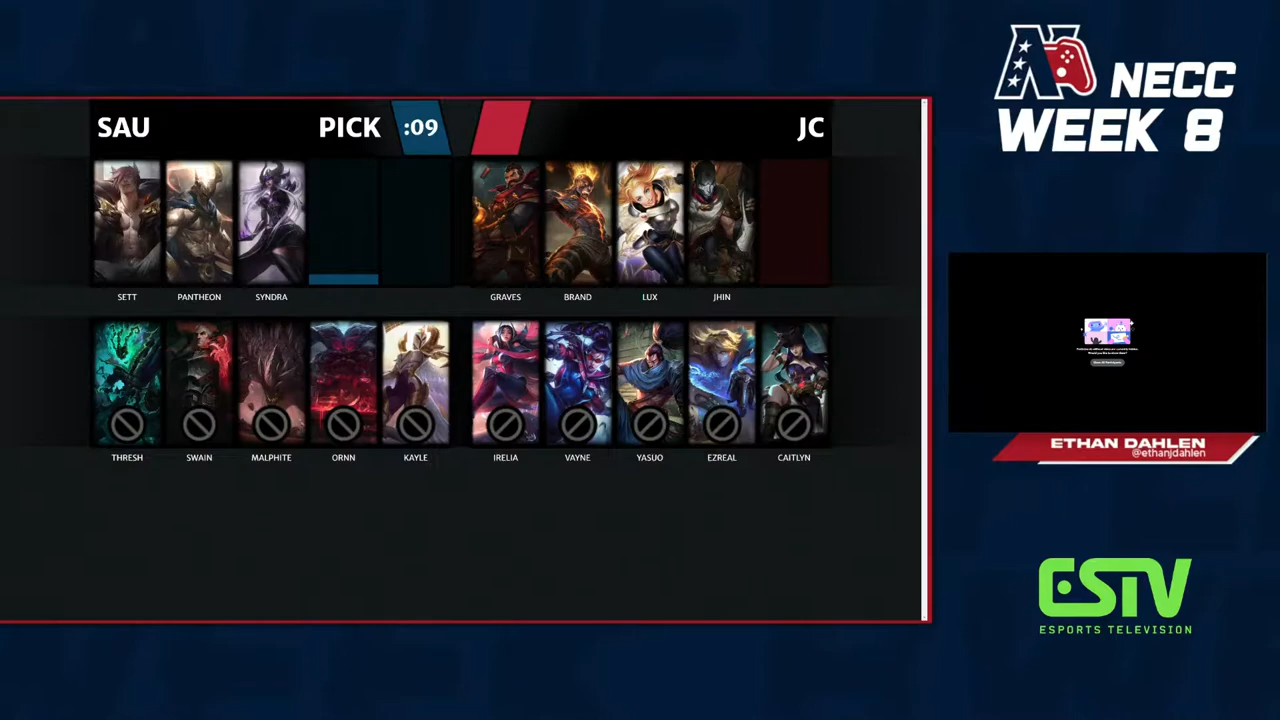 SAU
PICK
:09
JC
SETT
PANTHEON
SYNDRA
GRAVES
BRAND
LUX
JHIN
THRESH
SWAIN
MALPHITE
ORNN
KAYLE
IRELIA
VAYNE
YASUO
EZREAL
CAITLYN
N
NECC
WEEK 8
ETHAN DAHLEN
@ethanjdahlen
ESTV
ESPORTS TELEVISION